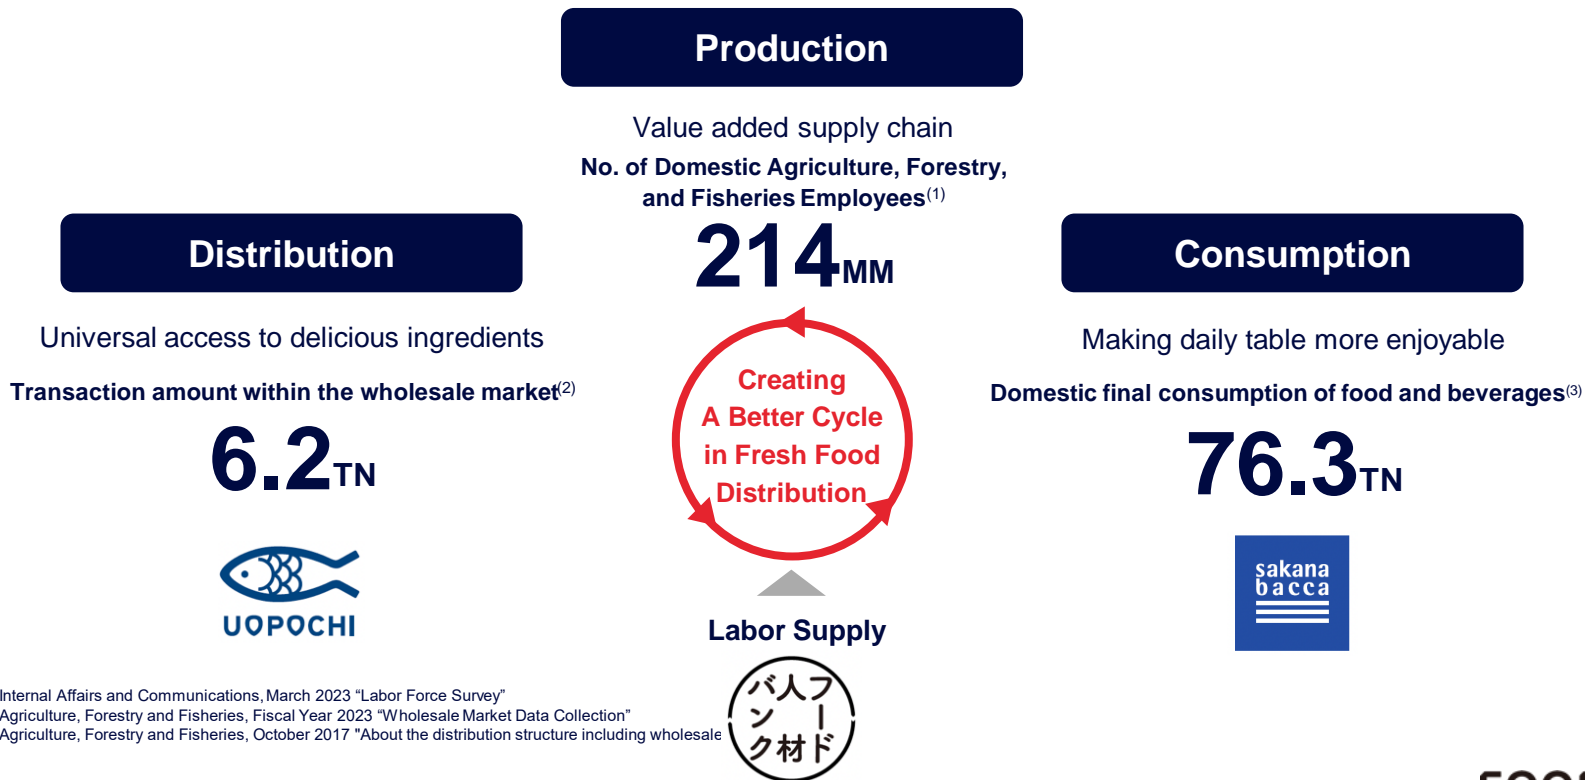 Production
Value added supply chain
No. of Domestic Agriculture, Forestry,
and Fisheries Employees(1)
214MM
Distribution
Universal access to delicious ingredients
Transaction amount within the wholesale market(2)
6.2TN
UOPOCHI
Creating
A Better Cycle
in Fresh Food
Distribution
Consumption
Making daily table more enjoyable
Domestic final consumption of food and beverages(3)
76.3TN
sakana
bacca
Labor Supply
フード
人材
バンク
Internal Affairs and Communications, March 2023 “Labor Force Survey”
Agriculture, Forestry and Fisheries, Fiscal Year 2023 “Wholesale Market Data Collection”
Agriculture, Forestry and Fisheries, October 2017 "About the distribution structure including wholesale